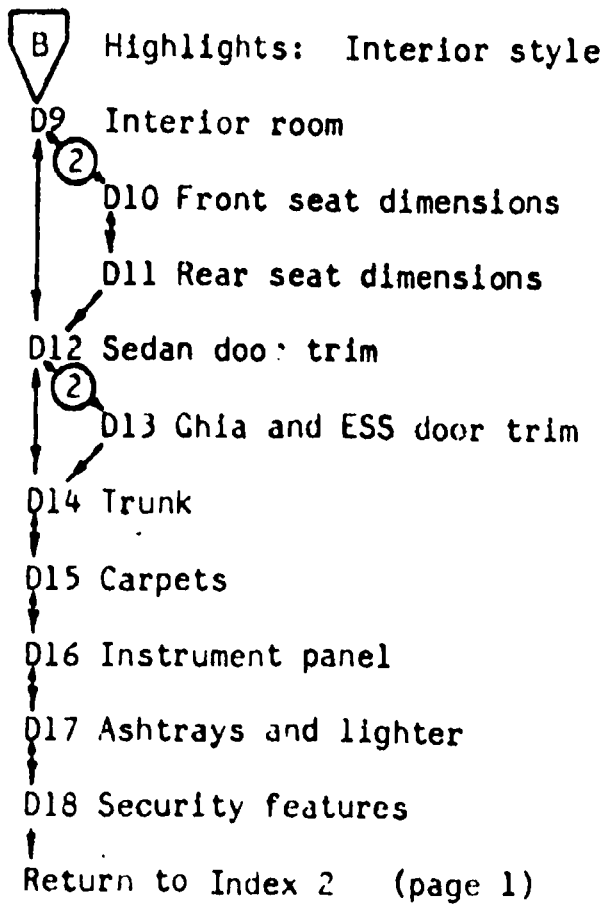 B Highlights: Interior style
D9 Interior room
2
D10 Front seat dimensions
D11 Rear seat dimensions
D12 Sedan doo: trim
2
D13 Ghia and ESS door trim
D14 Trunk
D15 Carpets
D16 Instrument panel
D17 Ashtrays and lighter
D18 Security features
Return to Index 2 (page 1)